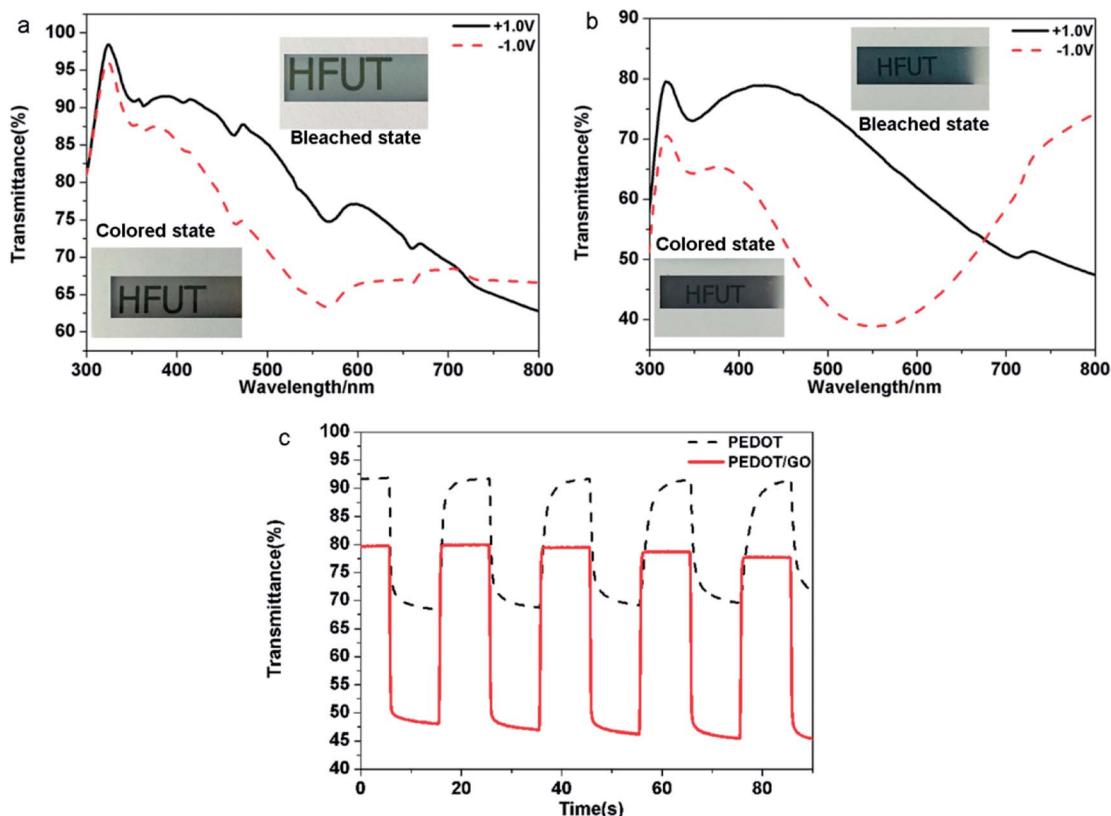 a
Transmittance(%)
100
95
90
85
80
75
70
65
60
+1.0V
-1.0V
HFUT
Bleached state
Colored state
HFUT
300 400 500 600 700 800
Wavelength/nm
b
Transmittance(%)
90
80
70
60
50
40
+1.0V
-1.0V
HFUT
Bleached state
Colored state
HFUT
300 400 500 600 700 800
Wavelength/nm
c
Transmittance(%)
100
95
90
85
80
75
70
65
60
55
50
45
40
PEDOT
PEDOT/GO
0 20 40 60 80
Time(s)